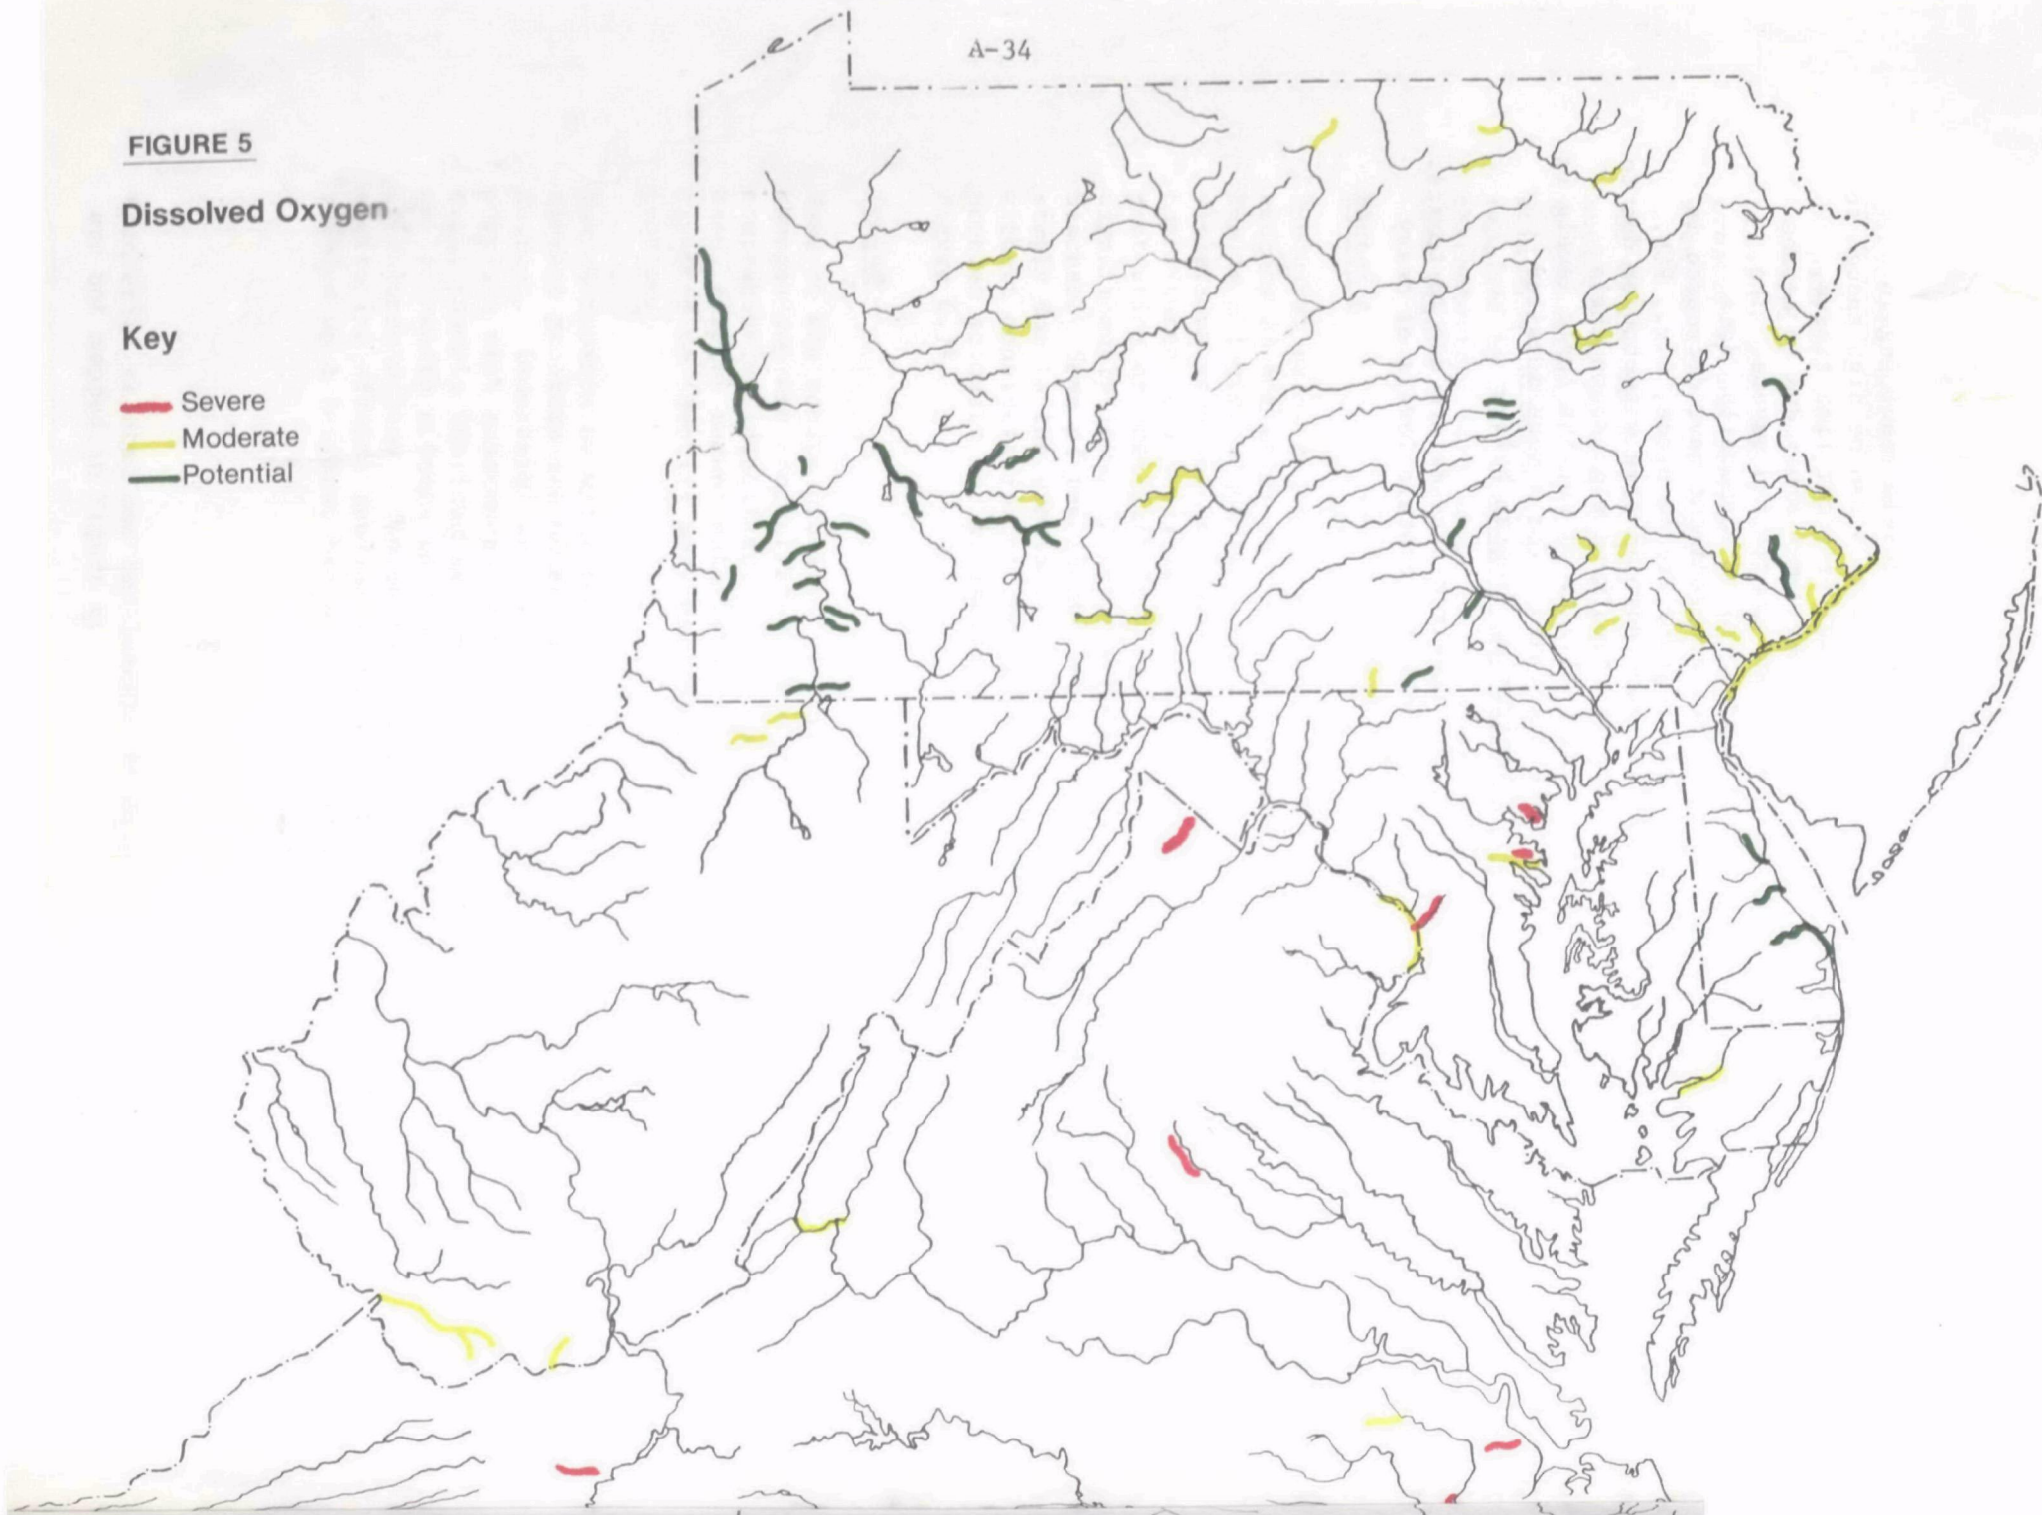 A-34
FIGURE 5
Dissolved Oxygen
Key
Severe
Moderate
Potential